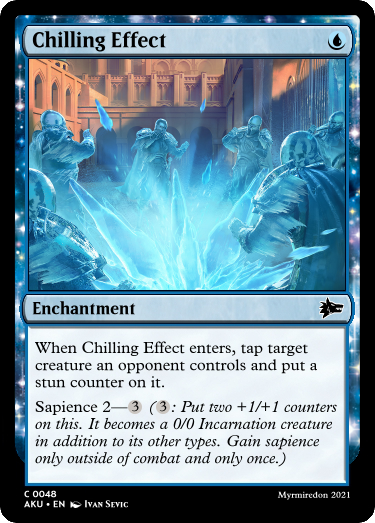 Chilling Effect
Enchantment
When Chilling Effect enters, tap target
creature an opponent controls and put a
stun counter on it.
Sapience 2—3 (3: Put two +1/+1 counters
on this. It becomes a 0/0 Incarnation creature
in addition to its other types. Gain sapience
only outside of combat and only once.)
C 0048
Myrmiredon 2021
AKU • EN Ivan Sevic